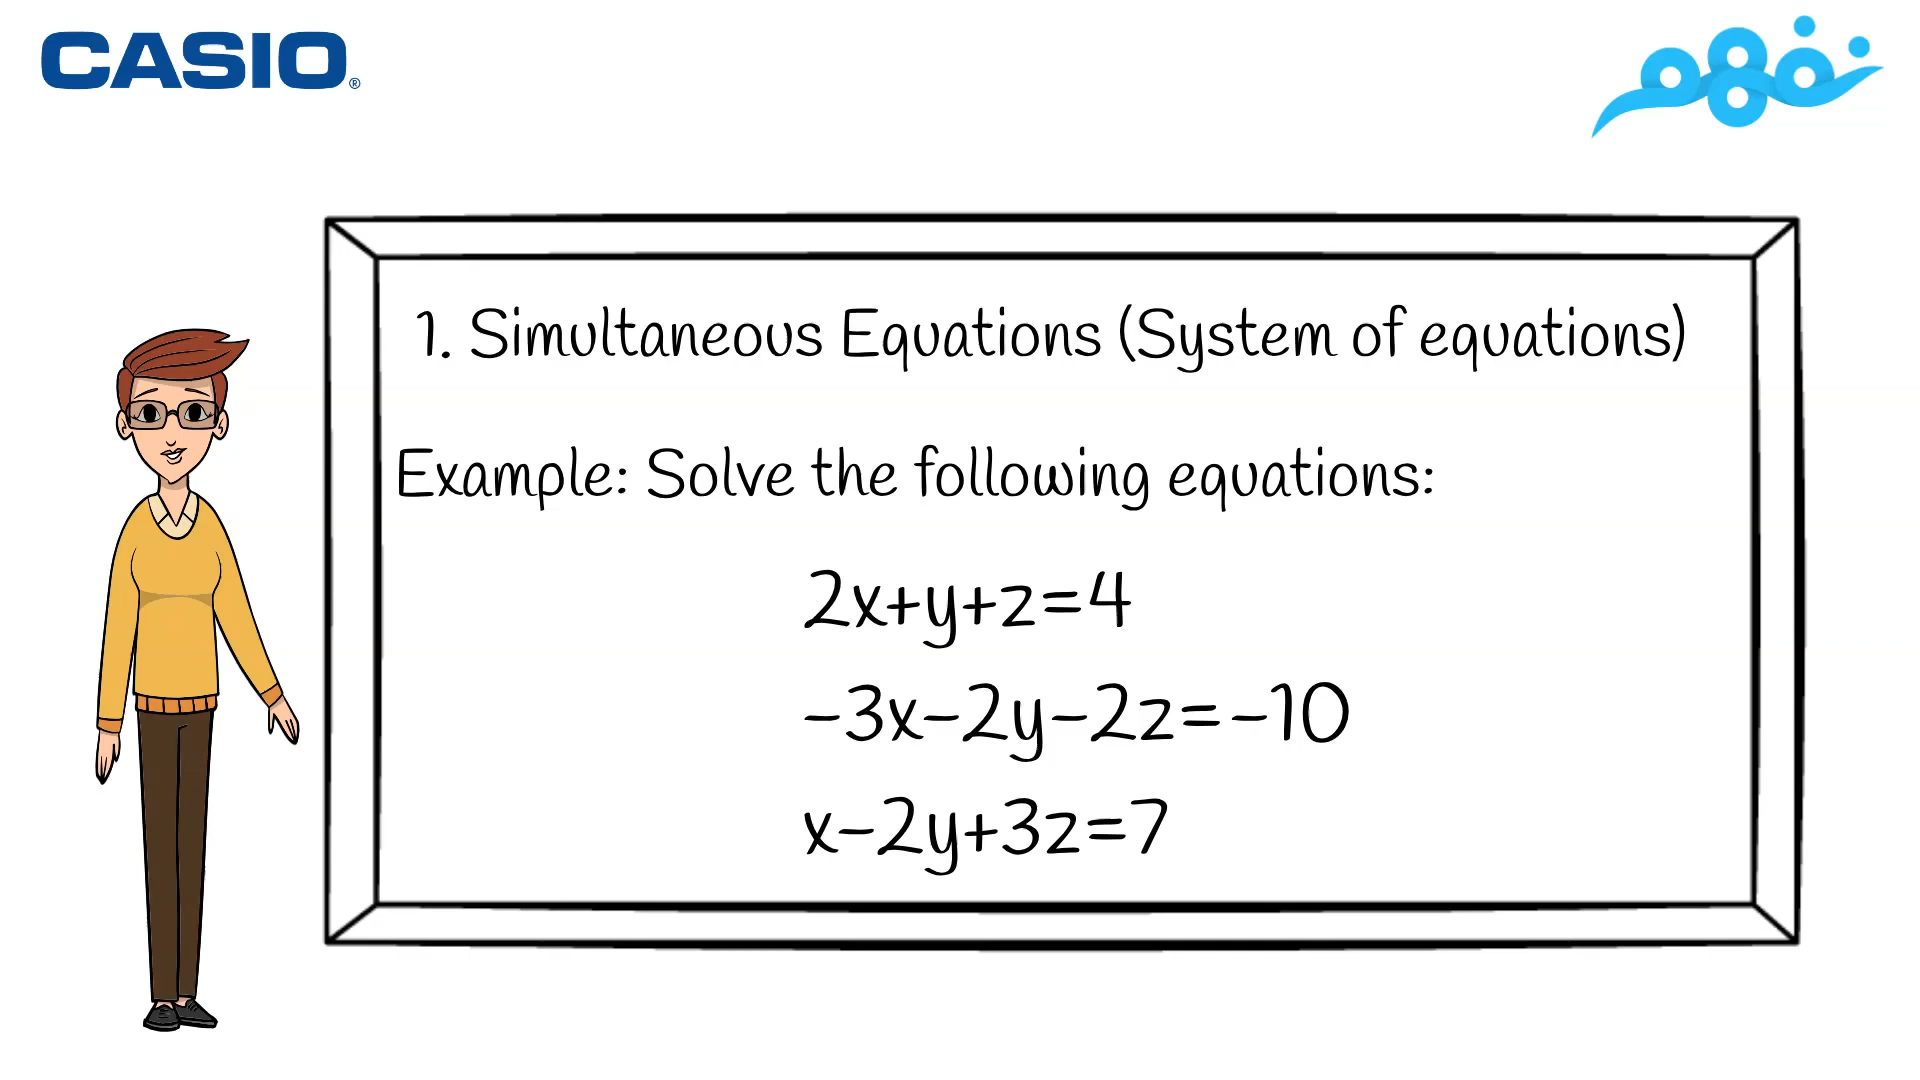 CASIO®
نفهم
1. Simultaneous Equations (System of equations)
Example: Solve the following equations:
2x+y+z=4
-3x-2y-2z=-10
x-2y+3z=7